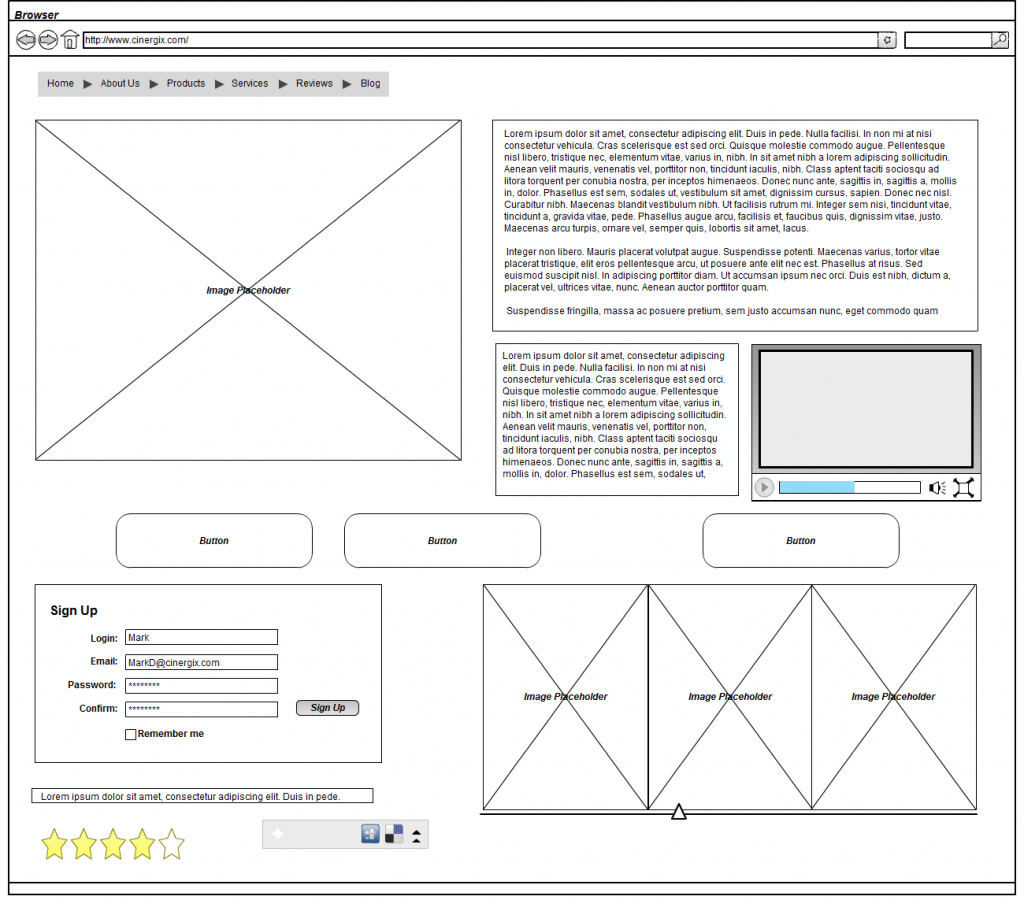 Browser
http://www.cinergix.com/
Home About Us Products Services Reviews Blog
Image Placeholder
Lorem ipsum dolor sit amet, consectetur adipiscing elit. Duis in pede. Nulla facilisi. In non mi at nisi
consectetur vehicula. Cras scelerisque est sed orci. Quisque molestie commodo augue. Pellentesque
nisl libero, tristique nec, elementum vitae, varius in, nibh. In sit amet nibh a lorem adipiscing sollicitudin.
Aenean velit mauris, venenatis vel, porttitor non, tincidunt iaculis, nibh. Class aptent taciti sociosqu ad
litora torquent per conubia nostra, per inceptos himenaeos. Donec nunc ante, sagittis in, sagittis a, mollis
in, dolor. Phasellus est sem, sodales ut, vestibulum sit amet, dignissim cursus, sapien. Donec nec nisl.
Curabitur nibh. Maecenas blandit vestibulum nibh. Ut facilisis rutrum mi. Integer sem nisi, tincidunt vitae,
tincidunt a, gravida vitae, pede. Phasellus augue arcu, facilisis et, faucibus quis, dignissim vitae, justo.
Maecenas arcu turpis, ornare vel, semper quis, lobortis sit amet, lacus.
Integer non libero. Mauris placerat volutpat augue. Suspendisse potenti. Maecenas varius, tortor vitae
placerat tristique, elit eros pellentesque arcu, ut posuere ante elit nec est. Phasellus at risus. Sed
euismod suscipit nisl. In adipiscing porttitor diam. Ut accumsan ipsum nec orci. Duis est nibh, dictum a,
placerat vel, ultrices vitae, nunc. Aenean auctor porttitor quam.
Suspendisse fringilla, massa ac posuere pretium, sem justo accumsan nunc, eget commodo quam
Lorem ipsum dolor sit amet, consectetur adipiscing
elit. Duis in pede. Nulla facilisi. In non mi at nisi
consectetur vehicula. Cras scelerisque est sed orci.
Quisque molestie commodo augue. Pellentesque
nisl libero, tristique nec, elementum vitae, varius in,
nibh. In sit amet nibh a lorem adipiscing sollicitudin.
Aenean velit mauris, venenatis vel, porttitor non,
tincidunt iaculis, nibh. Class aptent taciti sociosqu
ad litora torquent per conubia nostra, per inceptos
himenaeos. Donec nunc ante, sagittis in, sagittis a,
mollis in, dolor. Phasellus est sem, sodales ut,
Button Button Button
Sign Up
Login: Mark
Email: MarkD@cinergix.com
Password: ********
Confirm: ********
Sign Up
Remember me
Image Placeholder Image Placeholder Image Placeholder
Lorem ipsum dolor sit amet, consectetur adipiscing elit. Duis in pede.